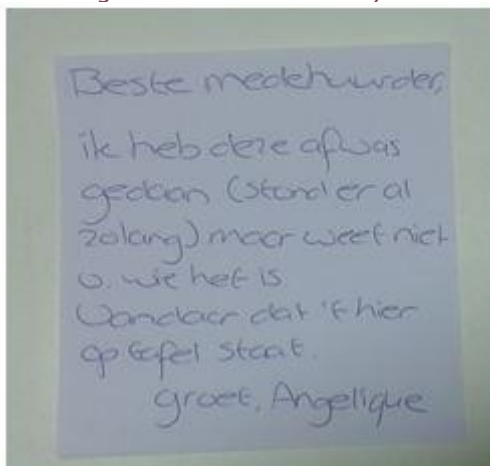 Beste medehuurder,
ik heb deze afwas
gedaan (stond er al
zolang) maar weet niet
v. wie het is
Vandaar dat 't hier
op tafel staat.
groet, Angelique